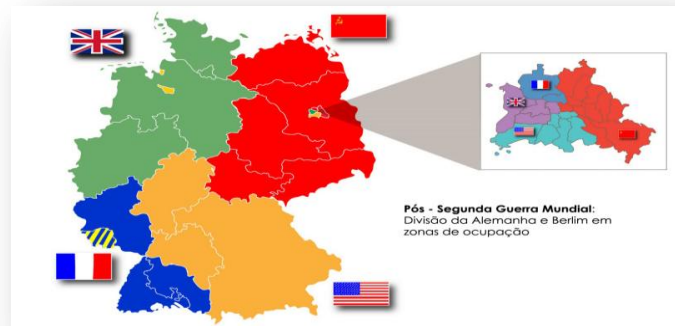 Pós - Segunda Guerra Mundial:
Divisão da Alemanha e Berlim em
zonas de ocupação